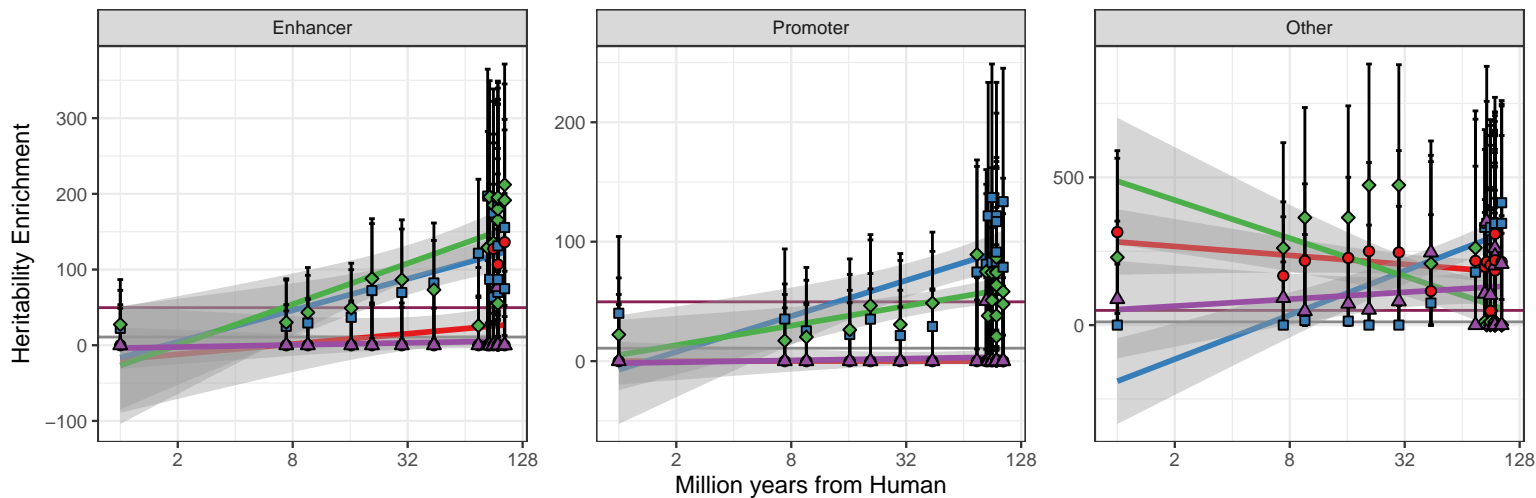 Enhancer
Promoter
Other
Heritability Enrichment
300
200
100
0
−100
200
100
0
500
0
2 8 32 128
2 8 32 128
2 8 32 128
Million years from Human